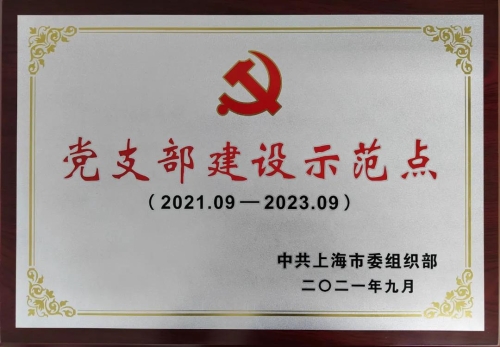 党支部建设示范点
（2021.09—2023.09）
中共上海市委组织部
二〇二一年九月